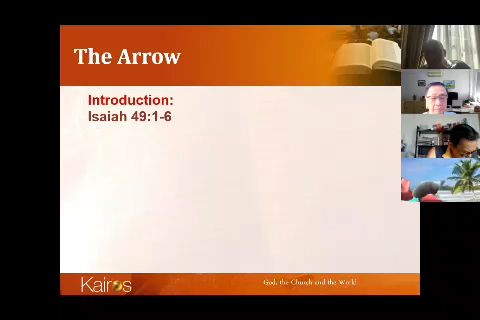 The Arrow
Introduction:
Isaiah 49:1-6
Kairos
God, the Church and the World